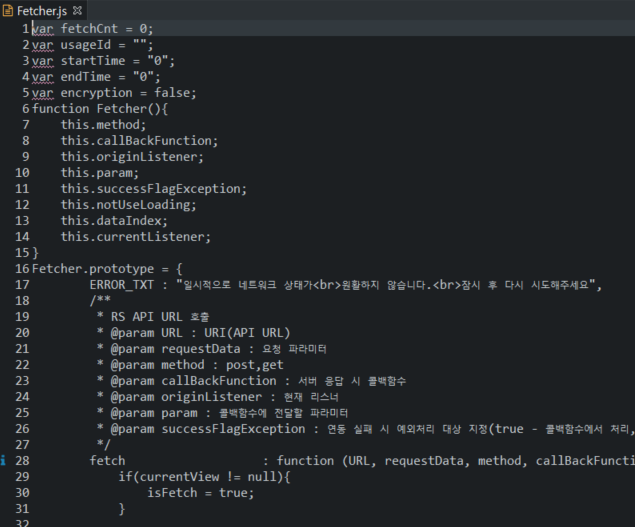 Fetcher.js
1 var fetchCnt = 0;
2 var usageId = "";
3 var startTime = "0";
4 var endTime = "0";
5 var encryption = false;
6 function Fetcher(){
7     this.method;
8     this.callBackFunction;
9     this.originListener;
10     this.param;
11     this.successFlagException;
12     this.notUseLoading;
13     this.dataIndex;
14     this.currentListener;
15 }
16 Fetcher.prototype = {
17         ERROR_TXT : "일시적으로 네트워크 상태가<br>원활하지 않습니다.<br>잠시 후 다시 시도해주세요",
18         /**
19          * RS API URL 호출
20          * @param URL : URI(API URL)
21          * @param requestData : 요청 파라미터
22          * @param method : post,get
23          * @param callBackFunction : 서버 응답 시 콜백함수
24          * @param originListener : 현재 리스너
25          * @param param : 콜백함수에 전달할 파라미터
26          * @param successFlagException : 연동 실패 시 예외처리 대상 지정(true - 콜백함수에서 처리,
27          */
28         fetch                   : function (URL, requestData, method, callBackFuncti
29             if(currentView != null){
30                 isFetch = true;
31             }
32